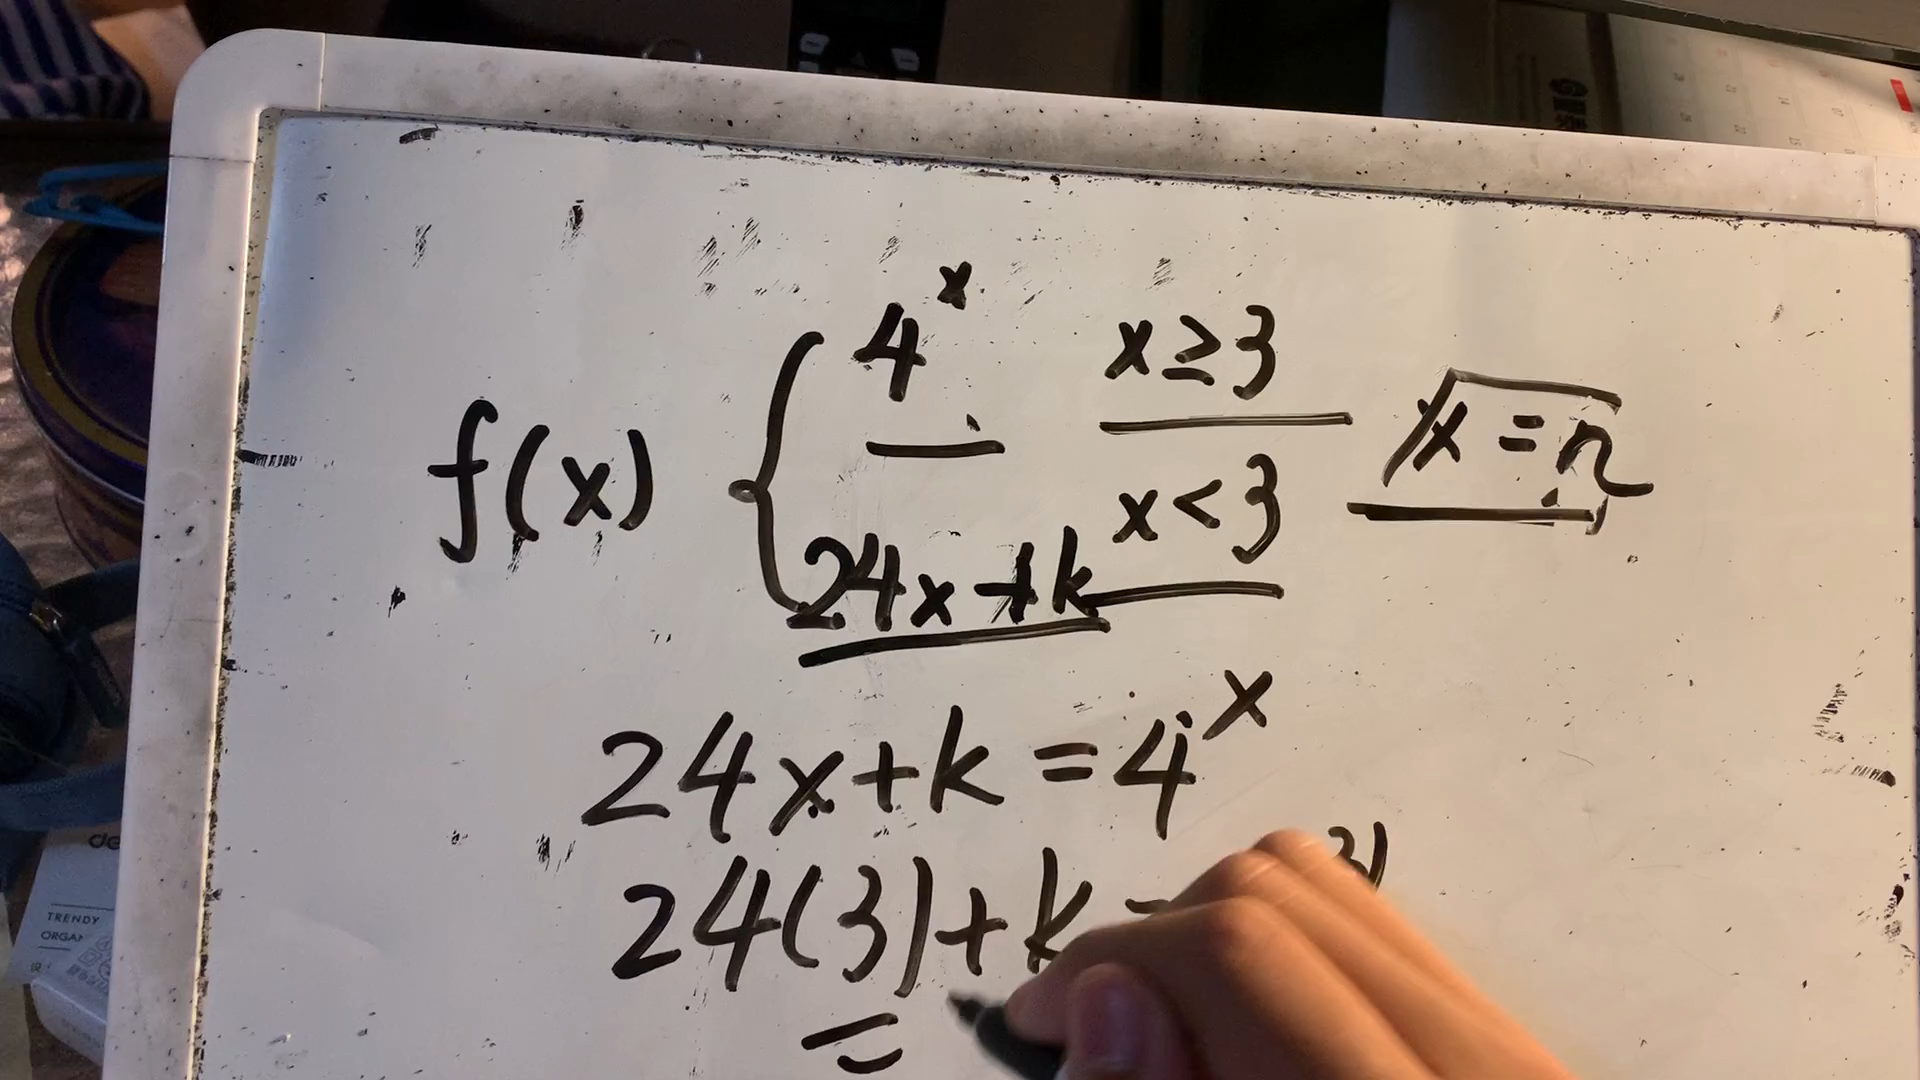 4^x x≥3
f(x) { x=n
x<3
24x+k
24x+k=4^x
24(3)+k
=
TRENDY
ORGAN